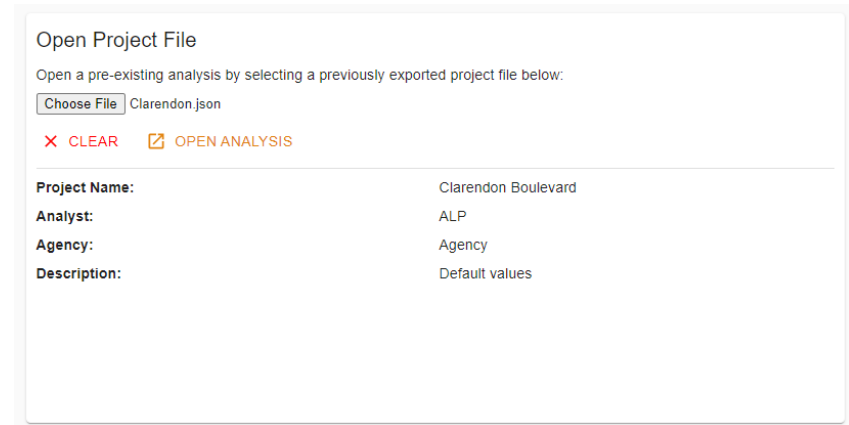 Open Project File
Open a pre-existing analysis by selecting a previously exported project file below:
Choose File Clarendon.json
CLEAR OPEN ANALYSIS
Project Name: Clarendon Boulevard
Analyst: ALP
Agency: Agency
Description: Default values